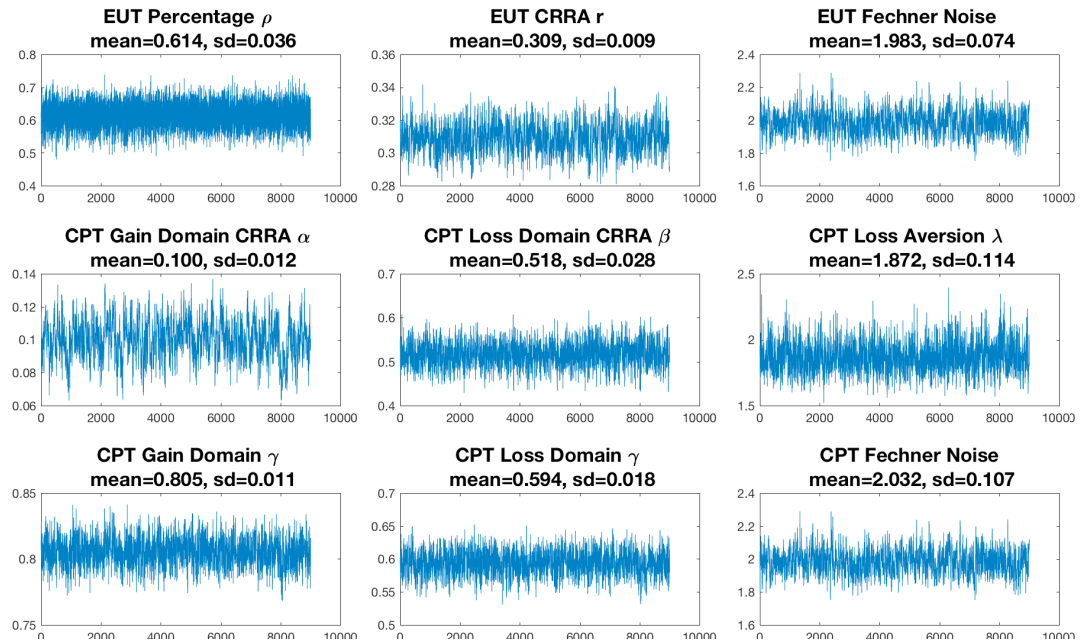 EUT Percentage ρ
mean=0.614, sd=0.036
0.8
0.7
0.6
0.5
0.4
0 2000 4000 6000 8000 10000
EUT CRRA r
mean=0.309, sd=0.009
0.36
0.34
0.32
0.3
0.28
0 2000 4000 6000 8000 10000
EUT Fechner Noise
mean=1.983, sd=0.074
2.4
2.2
2
1.8
1.6
0 2000 4000 6000 8000 10000
CPT Gain Domain CRRA α
mean=0.100, sd=0.012
0.14
0.12
0.1
0.08
0.06
0 2000 4000 6000 8000 10000
CPT Loss Domain CRRA β
mean=0.518, sd=0.028
0.7
0.6
0.5
0.4
0 2000 4000 6000 8000 10000
CPT Loss Aversion λ
mean=1.872, sd=0.114
2.5
2
1.5
0 2000 4000 6000 8000 10000
CPT Gain Domain γ
mean=0.805, sd=0.011
0.85
0.8
0.75
0 2000 4000 6000 8000 10000
CPT Loss Domain γ
mean=0.594, sd=0.018
0.7
0.65
0.6
0.55
0.5
0 2000 4000 6000 8000 10000
CPT Fechner Noise
mean=2.032, sd=0.107
2.4
2.2
2
1.8
1.6
0 2000 4000 6000 8000 10000